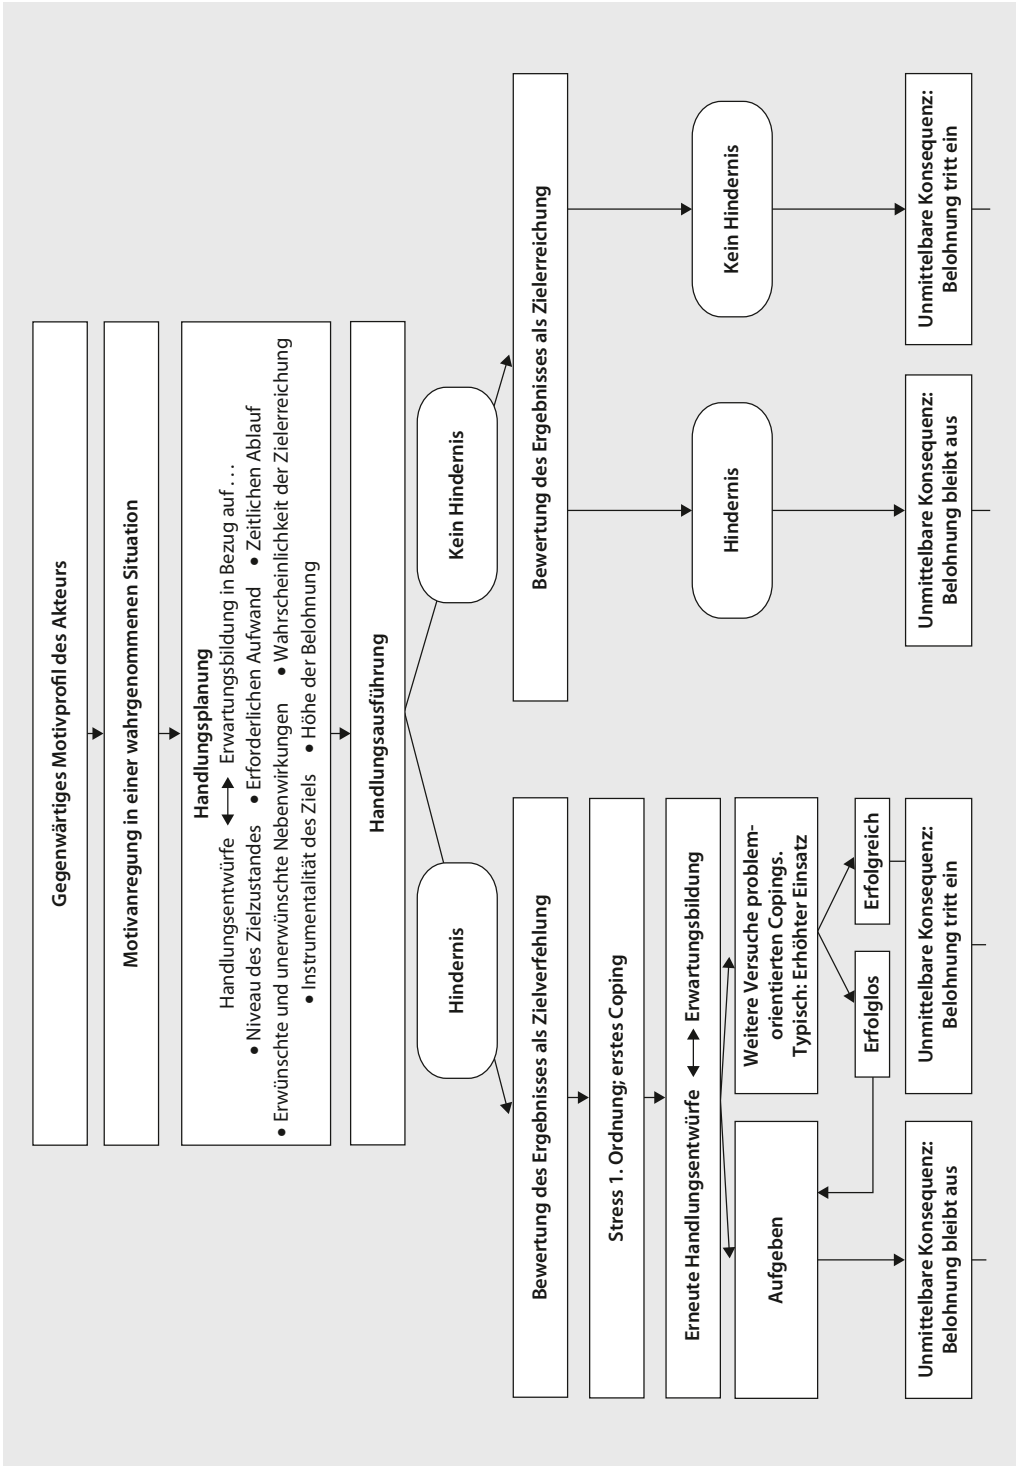 Gegenwärtiges Motivprofil des Akteurs
Motivanregung in einer wahrgenommenen Situation
Handlungsplanung
Handlungsentwürfe ↔ Erwartungsbildung in Bezug auf …
• Niveau des Zielzustandes • Erforderlichen Aufwand • Zeitlichen Ablauf
• Erwünschte und unerwünschte Nebenwirkungen • Wahrscheinlichkeit der Zielerreichung
• Instrumentalität des Ziels • Höhe der Belohnung
Handlungsausführung
Hindernis
Kein Hindernis
Bewertung des Ergebnisses als Zielverfehlung
Stress 1. Ordnung; erstes Coping
Erneute Handlungsentwürfe ↔ Erwartungsbildung
Aufgeben
Weitere Versuche problem-
orientierten Copings.
Typisch: Erhöhter Einsatz
Erfolglos
Erfolgreich
Unmittelbare Konsequenz:
Belohnung bleibt aus
Unmittelbare Konsequenz:
Belohnung tritt ein
Bewertung des Ergebnisses als Zielerreichung
Hindernis
Kein Hindernis
Unmittelbare Konsequenz:
Belohnung bleibt aus
Unmittelbare Konsequenz:
Belohnung tritt ein